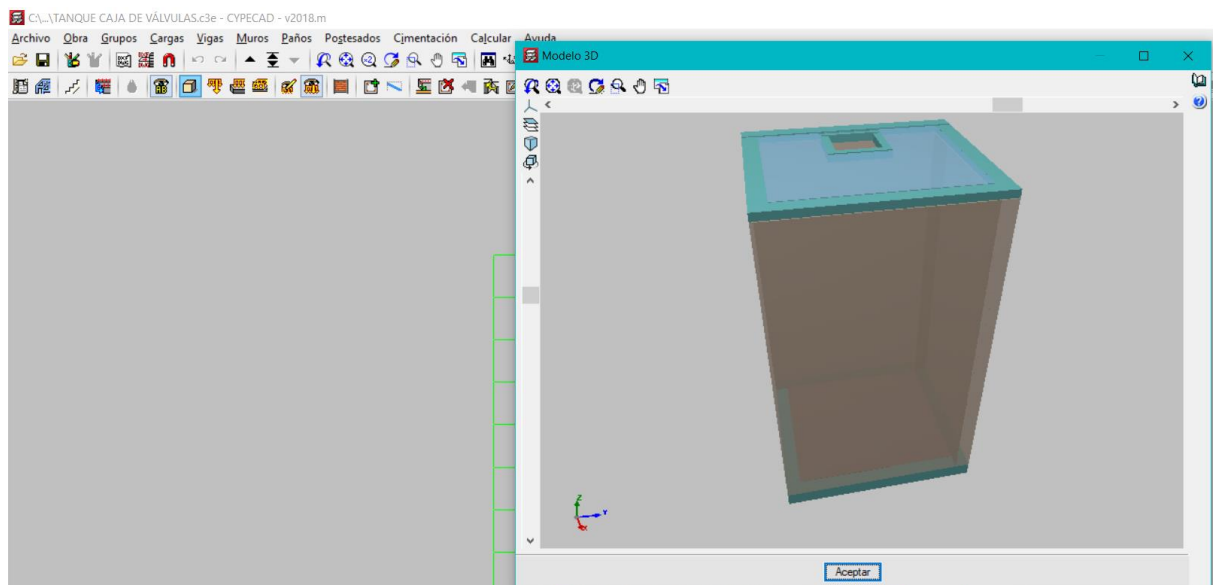 C:\...\TANQUE CAJA DE VÁLVULAS.c3e - CYPECAD - v2018.m
Archivo Obra Grupos Cargas Vigas Muros Paños Postesados Cimentación Calcular Ayuda
Modelo 3D
Z
Y
X
Aceptar